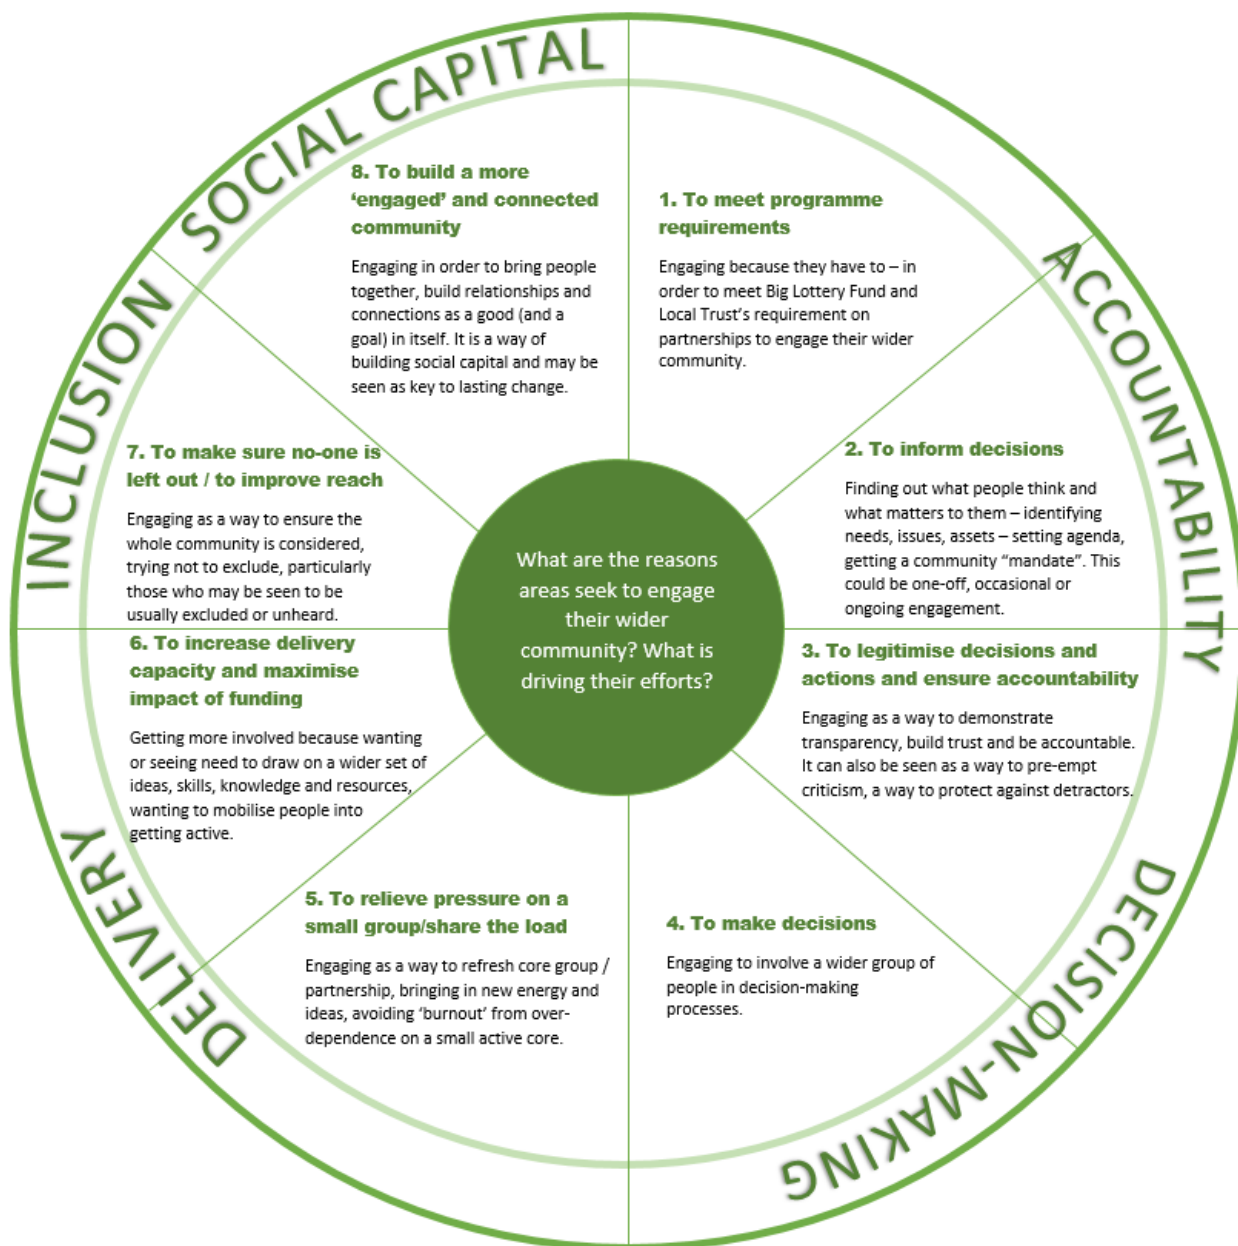 SOCIAL CAPITAL
ACCOUNTABILITY
DECISION-MAKING
DELIVERY
INCLUSION
What are the reasons
areas seek to engage
their wider
community? What is
driving their efforts?
1. To meet programme
requirements
Engaging because they have to – in
order to meet Big Lottery Fund and
Local Trust’s requirement on
partnerships to engage their wider
community.
2. To inform decisions
Finding out what people think and
what matters to them – identifying
needs, issues, assets – setting agenda,
getting a community “mandate”. This
could be one-off, occasional or
ongoing engagement.
3. To legitimise decisions and
actions and ensure accountability
Engaging as a way to demonstrate
transparency, build trust and be accountable.
It can also be seen as a way to pre-empt
criticism, a way to protect against detractors.
4. To make decisions
Engaging to involve a wider group of
people in decision-making
processes.
5. To relieve pressure on a
small group/share the load
Engaging as a way to refresh core group /
partnership, bringing in new energy and
ideas, avoiding ‘burnout’ from over-
dependence on a small active core.
6. To increase delivery
capacity and maximise
impact of funding
Getting more involved because wanting
or seeing need to draw on a wider set of
ideas, skills, knowledge and resources,
wanting to mobilise people into
getting active.
7. To make sure no-one is
left out / to improve reach
Engaging as a way to ensure the
whole community is considered,
trying not to exclude, particularly
those who may be seen to be
usually excluded or unheard.
8. To build a more
‘engaged’ and connected
community
Engaging in order to bring people
together, build relationships and
connections as a good (and a
goal) in itself. It is a way of
building social capital and may be
seen as key to lasting change.